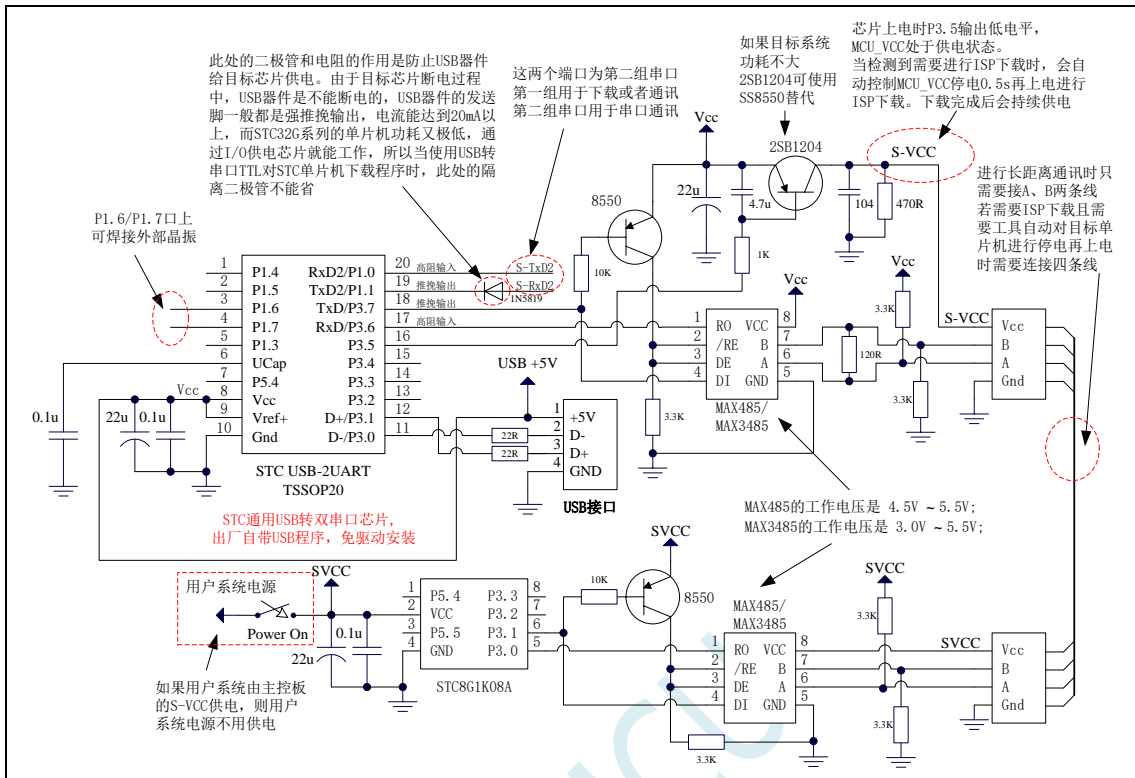 此处的二极管和电阻的作用是防止USB器件
给目标芯片供电。由于目标芯片断电过程
中，USB器件是不能断电的，USB器件的发送
脚一般都是强推挽输出，电流能达到20mA以
上，而STC32G系列的单片机功耗又极低，通
过I/O供电芯片就能工作，所以当使用USB转
串口TTL对STC单片机下载程序时，此处的隔
离二极管不能省
这两个端口为第二组串口
第一组用于下载或者通讯
第二组串口用于串口通讯
如果目标系统
功耗不大
2SB1204可使用
SS8550替代
芯片上电时P3.5输出低电平，
MCU_VCC处于供电状态。
当检测到需要进行ISP下载时，会自
动控制MCU_VCC停电0.5s再上电进行
ISP下载。下载完成后会持续供电
进行长距离通讯时只
需要接A、B两条线
若需要ISP下载且需
要工具自动对目标单
片机进行停电再上电
时需要连接四条线
P1.6/P1.7口上
可焊接外部晶振
Vcc
2SB1204
S-VCC
22u
4.7u
104
470R
8550
10K
1K
1 P1.4
2 P1.5
3 P1.6
4 P1.7
5 P1.3
6 UCap
7 P5.4
8 Vcc
9 Vref+
10 Gnd
RxD2/P1.0 20 高阻输入 S-TxD2
TxD2/P1.1 19 推挽输出 S-RxD2
1N5819
TxD/P3.7 18 推挽输出
RxD/P3.6 17 高阻输入
P3.5 16
P3.4 15
P3.3 14
P3.2 13
D+/P3.1 12
D-/P3.0 11
STC USB-2UART
TSSOP20
STC通用USB转双串口芯片，
出厂自带USB程序，免驱动安装
0.1u
22u
0.1u
Vcc
USB +5V
22R
22R
1 +5V
2 D-
3 D+
4 GND
USB接口
3.3K
1 RO VCC 8
2 /RE B 7
3 DE A 6
4 DI GND 5
MAX485/
MAX3485
Vcc
120R
Vcc
3.3K
3.3K
S-VCC
Vcc
B
A
Gnd
MAX485的工作电压是 4.5V ~ 5.5V;
MAX3485的工作电压是 3.0V ~ 5.5V;
用户系统电源
Power On
SVCC
22u
0.1u
如果用户系统由主控板
的S-VCC供电，则用户
系统电源不用供电
1 P5.4 P3.3 8
2 VCC P3.2 7
3 P5.5 P3.1 6
4 GND P3.0 5
STC8G1K08A
10K
SVCC
8550
MAX485/
MAX3485
1 RO VCC 8
2 /RE B 7
3 DE A 6
4 DI GND 5
3.3K
SVCC
3.3K
3.3K
SVCC
Vcc
B
A
Gnd